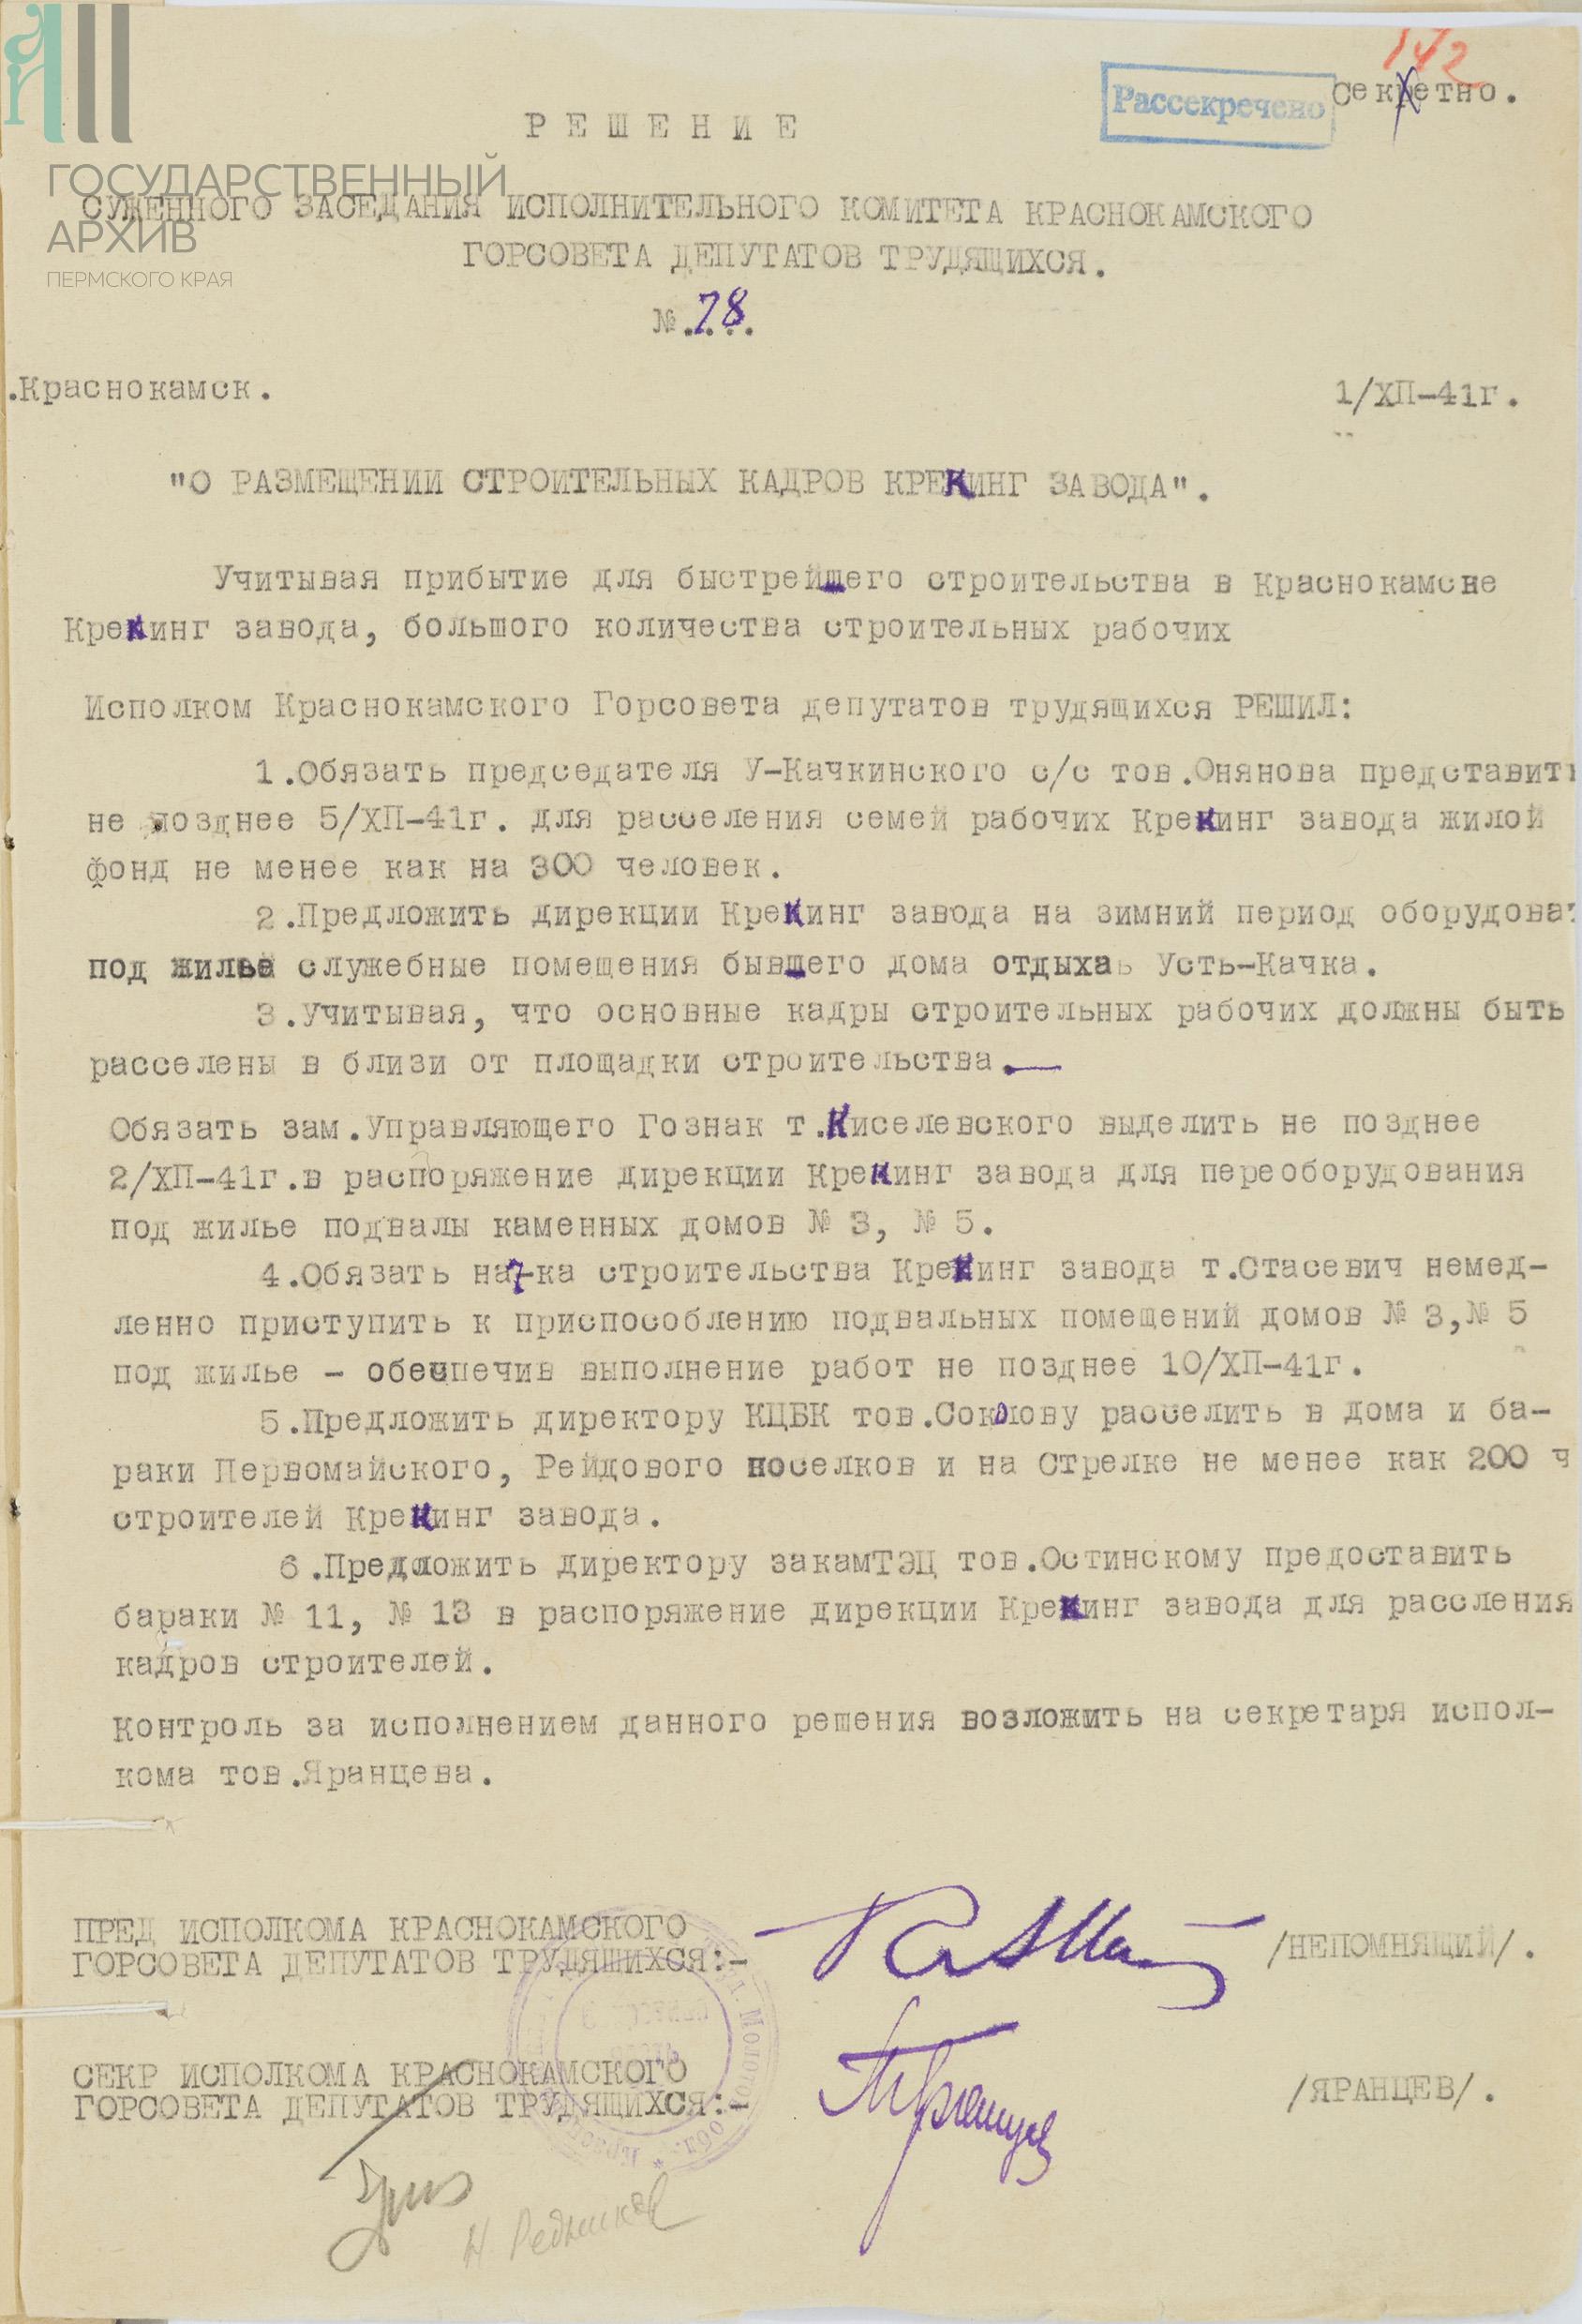 142
Рассекречено
Секретно.
РЕШЕНИЕ
ГОСУДАРСТВЕННЫЙ
АРХИВ
ПЕРМСКОГО КРАЯ
СУЖЕННОГО ЗАСЕДАНИЯ ИСПОЛНИТЕЛЬНОГО КОМИТЕТА КРАСНОКАМСКОГО
ГОРСОВЕТА ДЕПУТАТОВ ТРУДЯЩИХСЯ.
№ 78
.Краснокамск.
1/ХП-41г.
"О РАЗМЕЩЕНИИ СТРОИТЕЛЬНЫХ КАДРОВ КРЕКИНГ ЗАВОДА".
Учитывая прибытие для быстрейшего строительства в Краснокамске
Крекинг завода, большого количества строительных рабочих
Исполком Краснокамского Горсовета депутатов трудящихся РЕШИЛ:
1.Обязать председателя У-Качкинского с/с тов.Онянова представить
не позднее 5/ХП-41г. для расселения семей рабочих Крекинг завода жилой
фонд не менее как на 300 человек.
2.Предложить дирекции Крекинг завода на зимний период оборудоват
под жилье служебные помещения бывшего дома отдыха Усть-Качка.
3.Учитывая, что основные кадры строительных рабочих должны быть
расселены в близи от площадки строительства.—
Обязать зам.Управляющего Гознак т.Киселевского выделить не позднее
2/ХП-41г.в распоряжение дирекции Крекинг завода для переоборудования
под жилье подвалы каменных домов № 3, № 5.
4.Обязать нач-ка строительства Крекинг завода т.Стасевич немед-
ленно приступить к приспособлению подвальных помещений домов № 3,№ 5
под жилье - обеспечив выполнение работ не позднее 10/ХП-41г.
5.Предложить директору КЦБК тов.Соколову расселить в дома и ба-
раки Первомайского, Рейдового поселков и на Стрелке не менее как 200 ч
строителей Крекинг завода.
6.Предложить директору закамТЭЦ тов.Остинскому предоставить
бараки № 11, № 13 в распоряжение дирекции Крекинг завода для рассления
кадров строителей.
Контроль за исполнением данного решения возложить на секретаря испол-
кома тов.Яранцева.
ПРЕД ИСПОЛКОМА КРАСНОКАМСКОГО
ГОРСОВЕТА ДЕПУТАТОВ ТРУДЯЩИХСЯ:-
/НЕПОМНЯЩИЙ/.
СЕКР ИСПОЛКОМА КРАСНОКАМСКОГО
ГОРСОВЕТА ДЕПУТАТОВ ТРУДЯЩИХСЯ:-
/ЯРАНЦЕВ/.